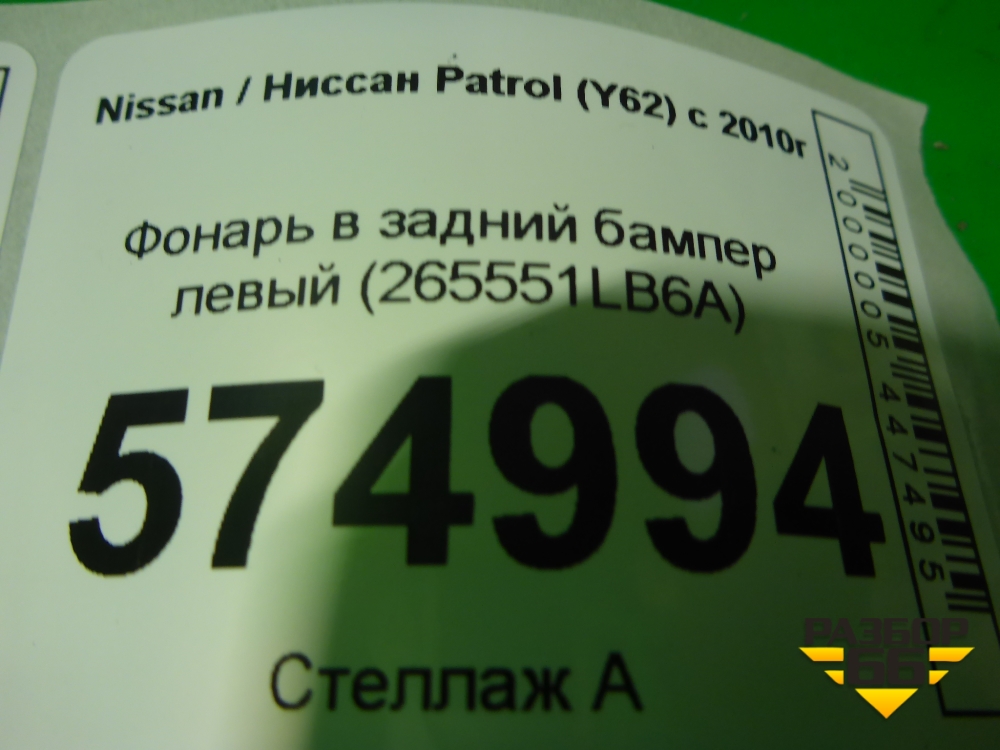 Nissan / Ниссан Patrol (Y62) с 2010г
Фонарь в задний бампер
левый (265551LB6A)
574994
Стеллаж А
2000005447495
РАЗБОР
66